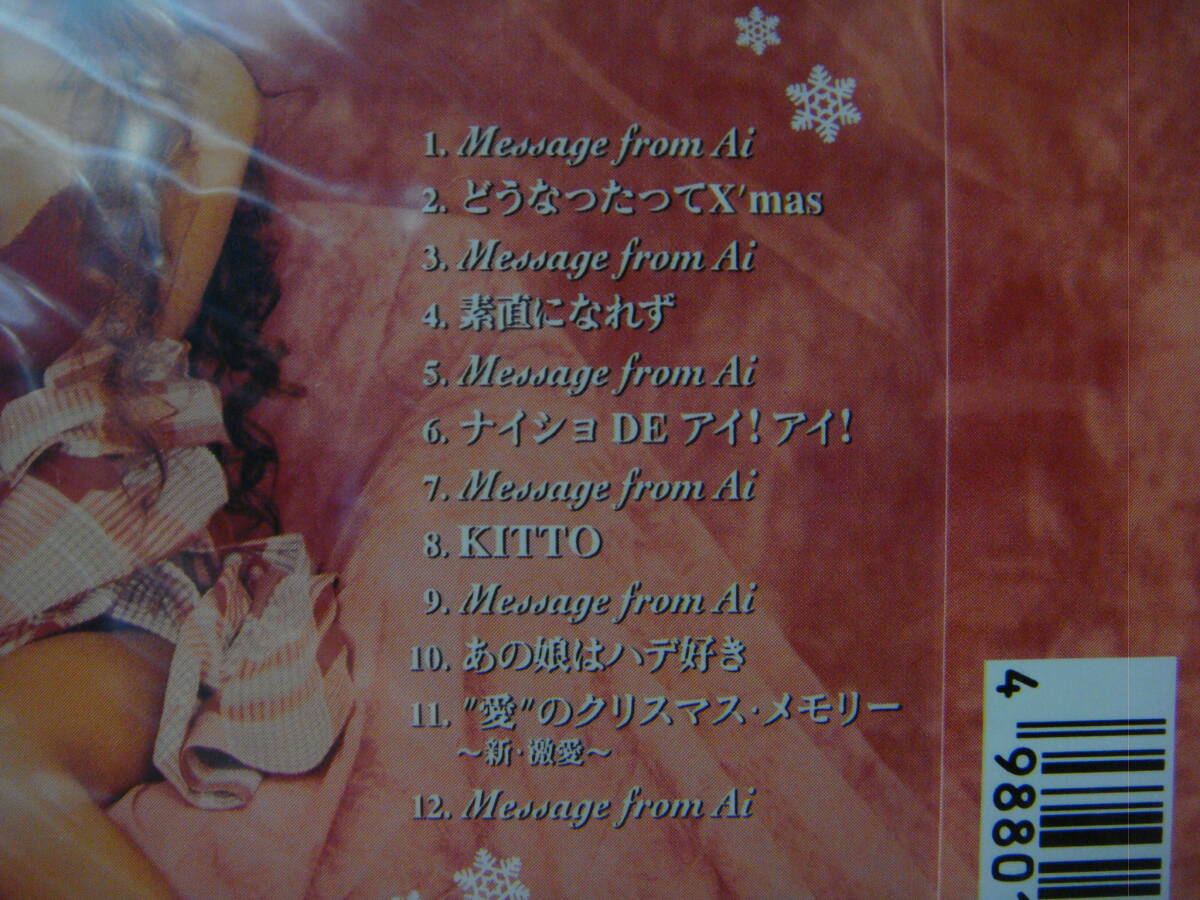 1. Message from Ai
2. どうなったってX'mas
3. Message from Ai
4. 素直になれず
5. Message from Ai
6. ナイショ DE アイ! アイ!
7. Message from Ai
8. KITTO
9. Message from Ai
10. あの娘はハデ好き
11. "愛"のクリスマス・メモリー
〜新・激愛〜
12. Message from Ai
4 9880